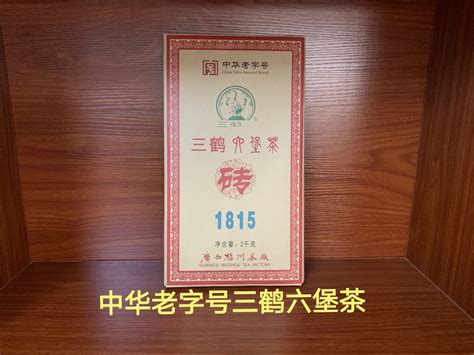 中华老字号
China Time-honored Brand
三鹤
®
三鹤六堡茶
砖
1815
净含量：2千克
广西梧州茶厂
GUANGXI WUZHOU TEA FACTORY
中华老字号三鹤六堡茶